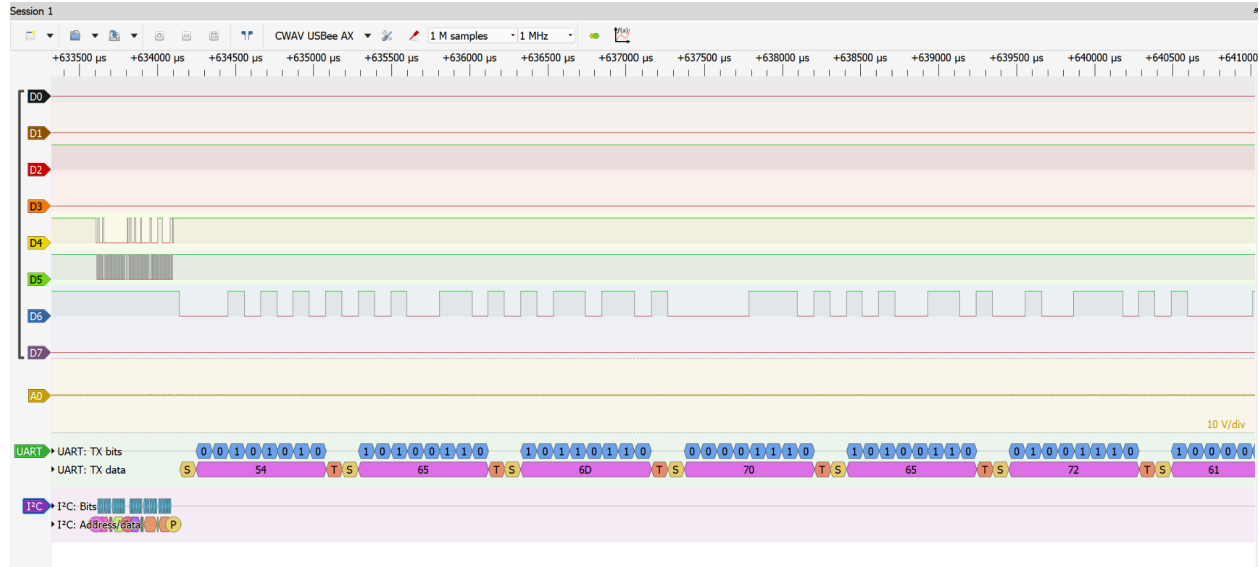 Session 1
CWAV USBee AX 1 M samples 1 MHz
+633500 µs +634000 µs +634500 µs +635000 µs +635500 µs +636000 µs +636500 µs +637000 µs +637500 µs +638000 µs +638500 µs +639000 µs +639500 µs +640000 µs +640500 µs +641000
D0
D1
D2
D3
D4
D5
D6
D7
A0
10 V/div
UART UART: TX bits 0 0 1 0 1 0 1 0 1 0 1 0 0 1 1 0 1 0 1 1 0 1 1 0 0 0 0 0 1 1 1 0 1 0 1 0 0 1 1 0 0 1 0 0 1 1 1 0 1 0 0 0 0
UART: TX data S 54 T S 65 T S 6D T S 70 T S 65 T S 72 T S 61
I²C I²C: Bits
I²C: Address/data P